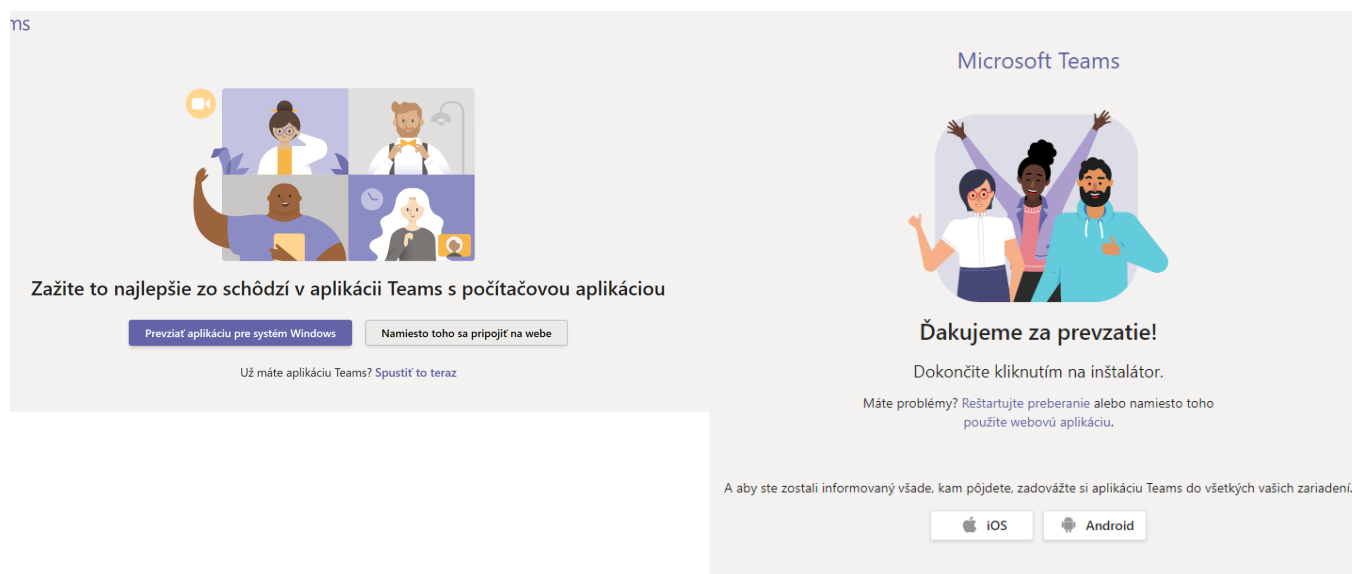 ms
Zažite to najlepšie zo schôdzí v aplikácii Teams s počítačovou aplikáciou
Prevziať aplikáciu pre systém Windows
Namiesto toho sa pripojiť na webe
Už máte aplikáciu Teams? Spustiť to teraz
Microsoft Teams
Ďakujeme za prevzatie!
Dokončite kliknutím na inštalátor.
Máte problémy? Reštartujte preberanie alebo namiesto toho
použite webovú aplikáciu.
A aby ste zostali informovaný všade, kam pôjdete, zadovážte si aplikáciu Teams do všetkých vašich zariadení.
iOS
Android